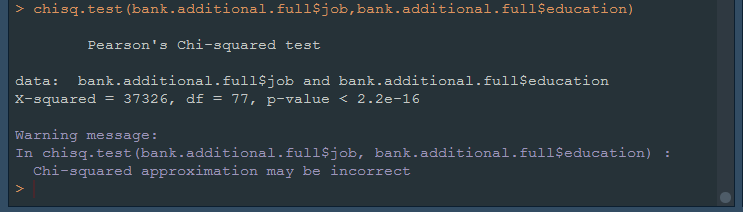 > chisq.test(bank.additional.full$job,bank.additional.full$education)
Pearson's Chi-squared test
data:  bank.additional.full$job and bank.additional.full$education
X-squared = 37326, df = 77, p-value < 2.2e-16
Warning message:
In chisq.test(bank.additional.full$job, bank.additional.full$education) :
  Chi-squared approximation may be incorrect
>